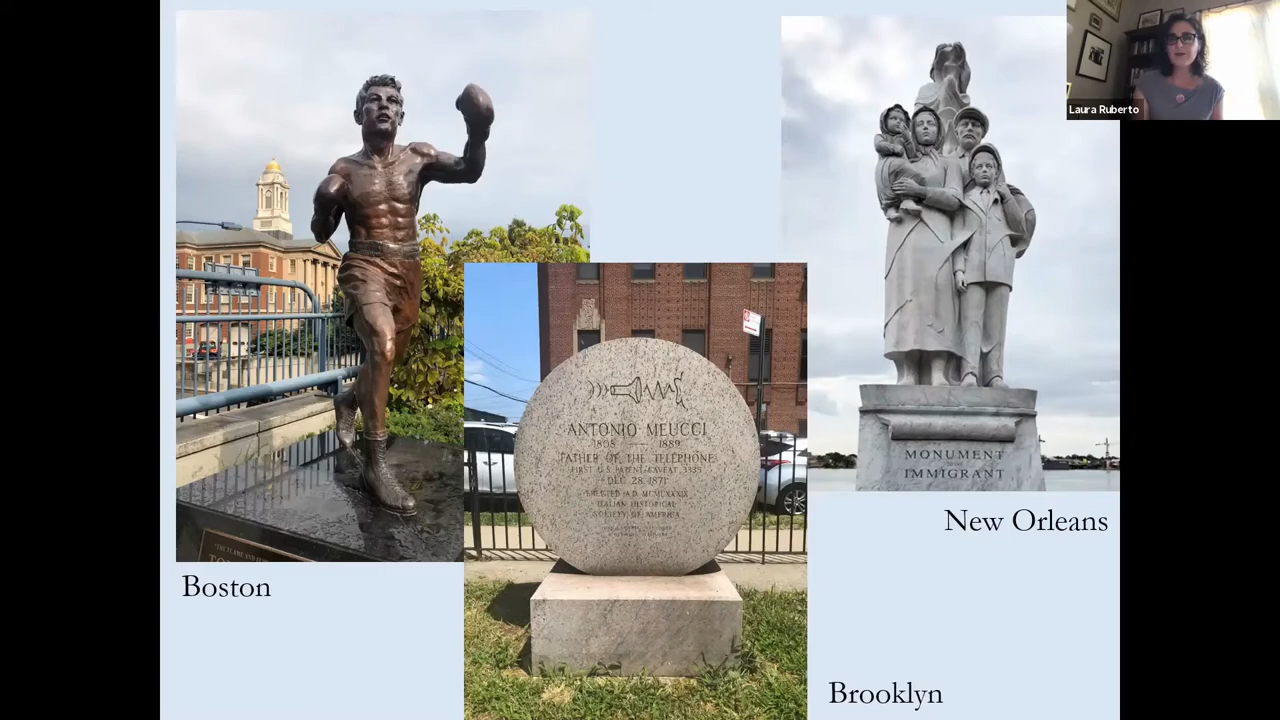 Laura Ruberto
ANTONIO MEUCCI
1808 — 1889
FATHER OF THE TELEPHONE
FIRST U.S. PATENT CAVEAT 3335
DEC. 28, 1871
ERECTED A.D. MCMLXXXIX
ITALIAN HISTORICAL
SOCIETY OF AMERICA
MONUMENT
IMMIGRANT
New Orleans
Boston
Brooklyn